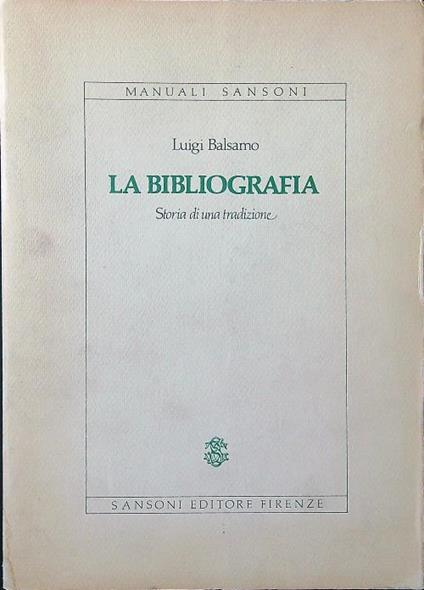 MANUALI SANSONI
Luigi Balsamo
LA BIBLIOGRAFIA
Storia di una tradizione
SANSONI EDITORE FIRENZE